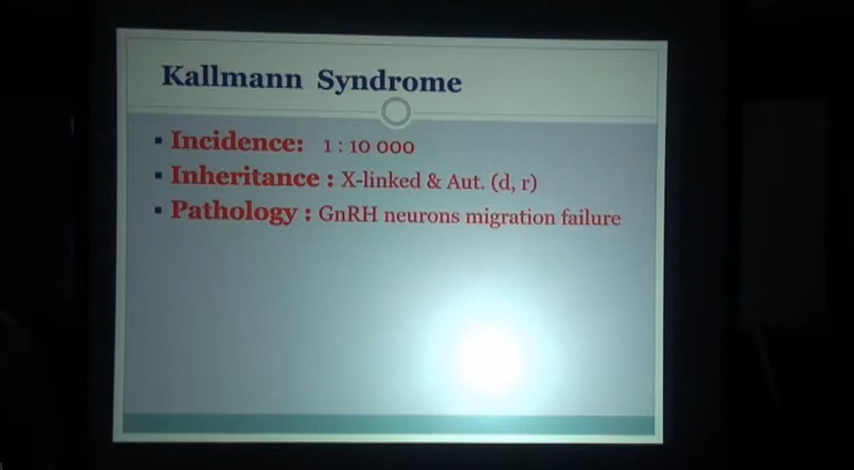 Kallmann Syndrome
Incidence: 1 : 10 000
Inheritance : X-linked & Aut. (d, r)
Pathology : GnRH neurons migration failure